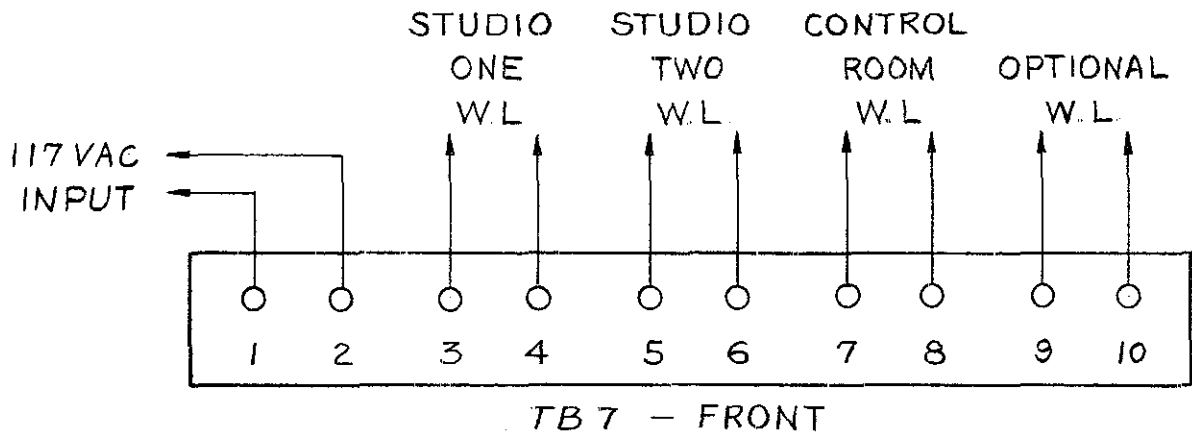 STUDIO
ONE
W.L
STUDIO
TWO
W.L.
CONTROL
ROOM
W.L
OPTIONAL
W.L.
117 VAC
INPUT
1 2 3 4 5 6 7 8 9 10
TB 7 — FRONT